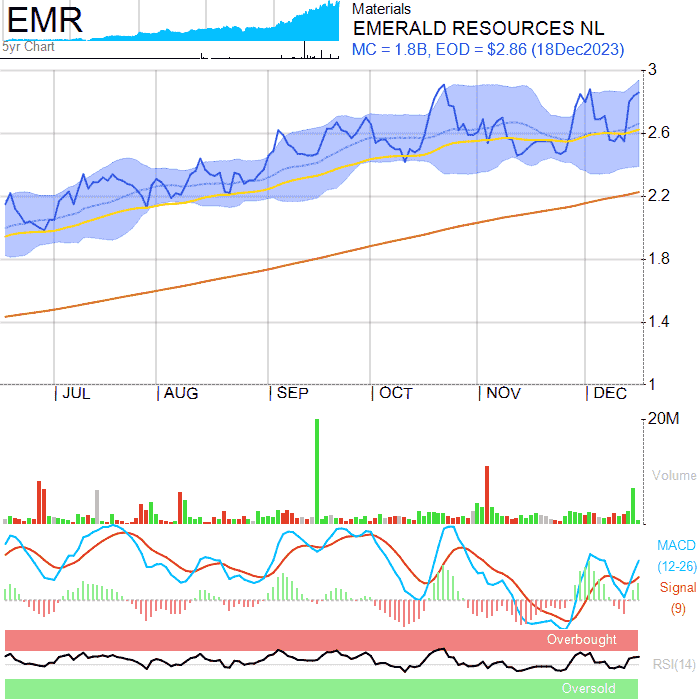 EMR
5yr Chart
Materials
EMERALD RESOURCES NL
MC = 1.8B, EOD = $2.86 (18Dec2023)
3
2.6
2.2
1.8
1.4
1
JUL AUG SEP OCT NOV DEC
20M
Volume
MACD
(12-26)
Signal
(9)
Overbought
RSI(14)
Oversold